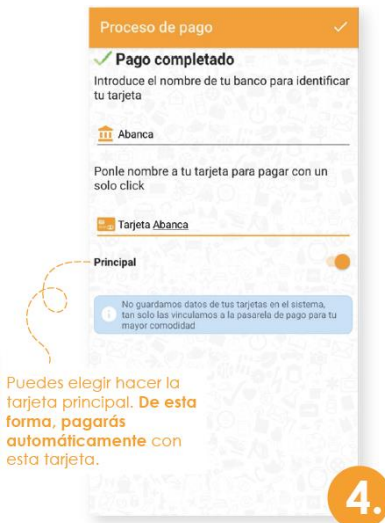 Proceso de pago
Pago completado
Introduce el nombre de tu banco para identificar
tu tarjeta
Abanca
Ponle nombre a tu tarjeta para pagar con un
solo click
Tarjeta Abanca
Principal
No guardamos datos de tus tarjetas en el sistema,
tan solo las vinculamos a la pasarela de pago para tu
mayor comodidad
Puedes elegir hacer la
tarjeta principal. De esta
forma, pagarás
automáticamente con
esta tarjeta.
4.